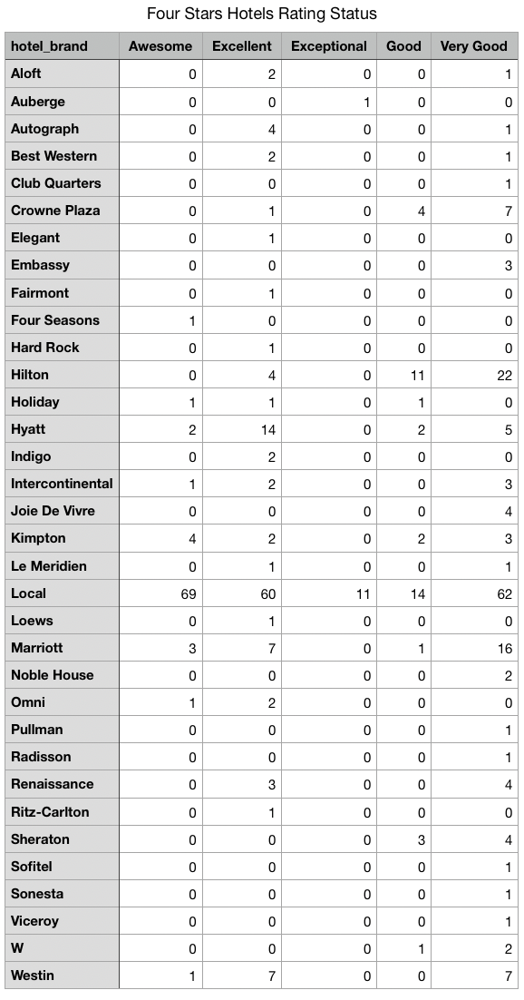 Four Stars Hotels Rating Status
hotel_brand Awesome Excellent Exceptional Good Very Good
Aloft 0 2 0 0 1
Auberge 0 0 1 0 0
Autograph 0 4 0 0 1
Best Western 0 2 0 0 1
Club Quarters 0 0 0 0 1
Crowne Plaza 0 1 0 4 7
Elegant 0 1 0 0 0
Embassy 0 0 0 0 3
Fairmont 0 1 0 0 0
Four Seasons 1 0 0 0 0
Hard Rock 0 1 0 0 0
Hilton 0 4 0 11 22
Holiday 1 1 0 1 0
Hyatt 2 14 0 2 5
Indigo 0 2 0 0 0
Intercontinental 1 2 0 0 3
Joie De Vivre 0 0 0 0 4
Kimpton 4 2 0 2 3
Le Meridien 0 1 0 0 1
Local 69 60 11 14 62
Loews 0 1 0 0 0
Marriott 3 7 0 1 16
Noble House 0 0 0 0 2
Omni 1 2 0 0 0
Pullman 0 0 0 0 1
Radisson 0 0 0 0 1
Renaissance 0 3 0 0 4
Ritz-Carlton 0 1 0 0 0
Sheraton 0 0 0 3 4
Sofitel 0 0 0 0 1
Sonesta 0 0 0 0 1
Viceroy 0 0 0 0 1
W 0 0 0 1 2
Westin 1 7 0 0 7